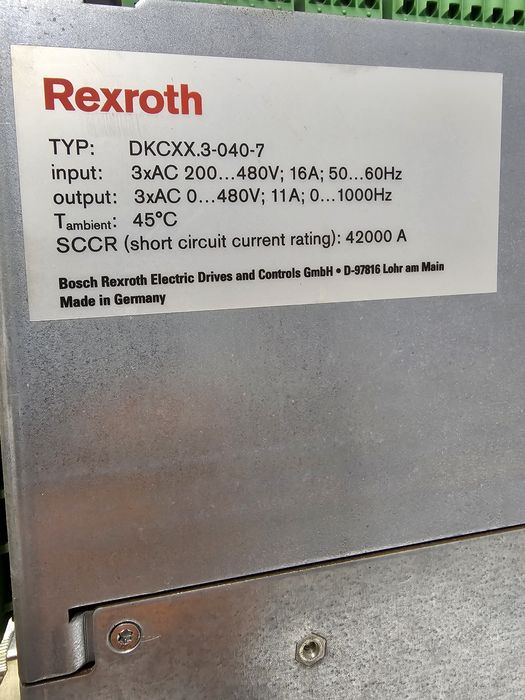 Rexroth
TYP: DKCXX.3-040-7
input: 3xAC 200...480V; 16A; 50...60Hz
output: 3xAC 0...480V; 11A; 0...1000Hz
Tambient: 45°C
SCCR (short circuit current rating): 42000 A
Bosch Rexroth Electric Drives and Controls GmbH • D-97816 Lohr am Main
Made in Germany